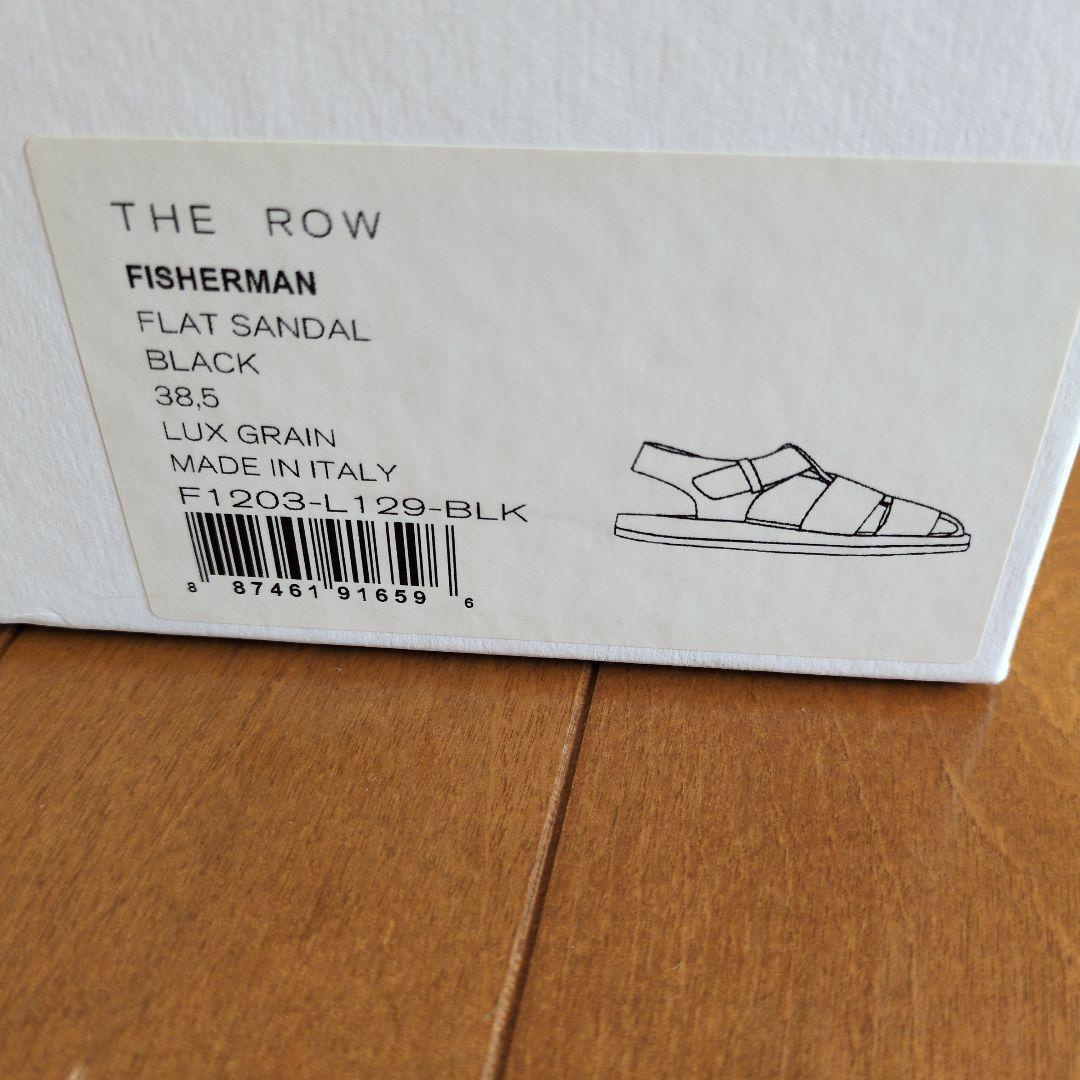 THE ROW
FISHERMAN
FLAT SANDAL
BLACK
38,5
LUX GRAIN
MADE IN ITALY
F1203-L129-BLK
8 87461 91659 6